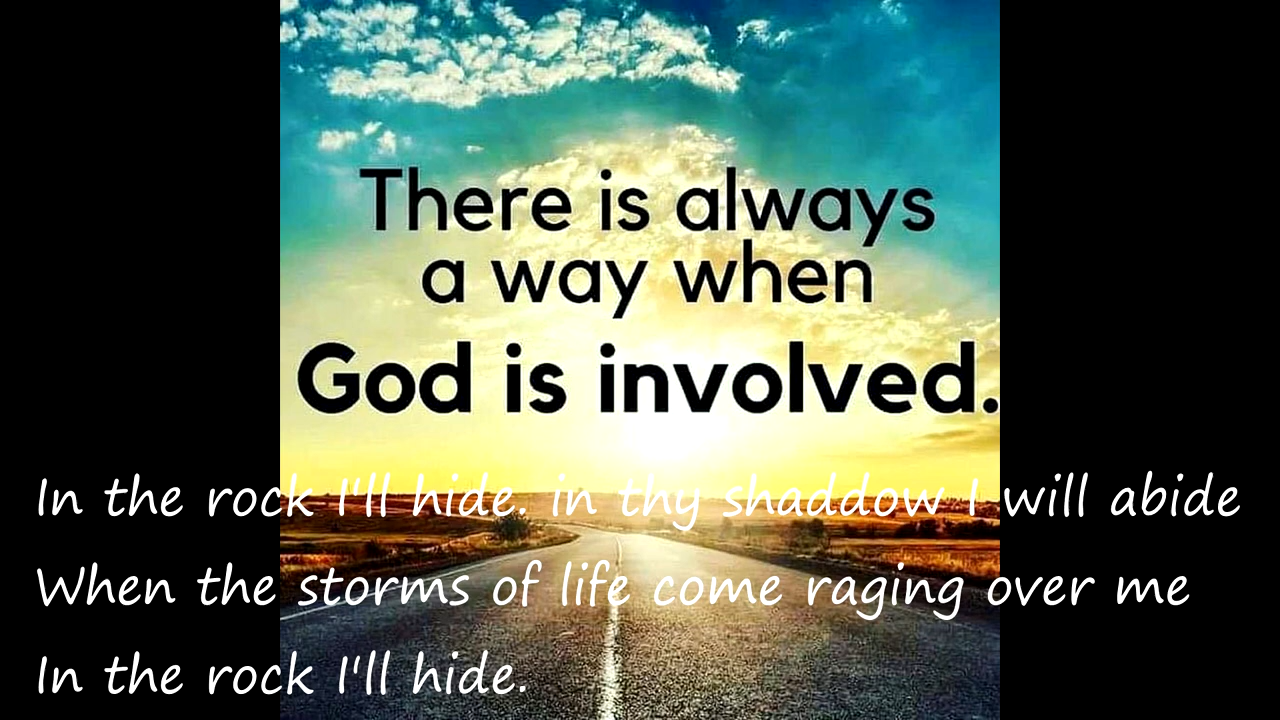 There is always
a way when
God is involved.
In the rock I'll hide. in thy shaddow I will abide
When the storms of life come raging over me
In the rock I'll hide.